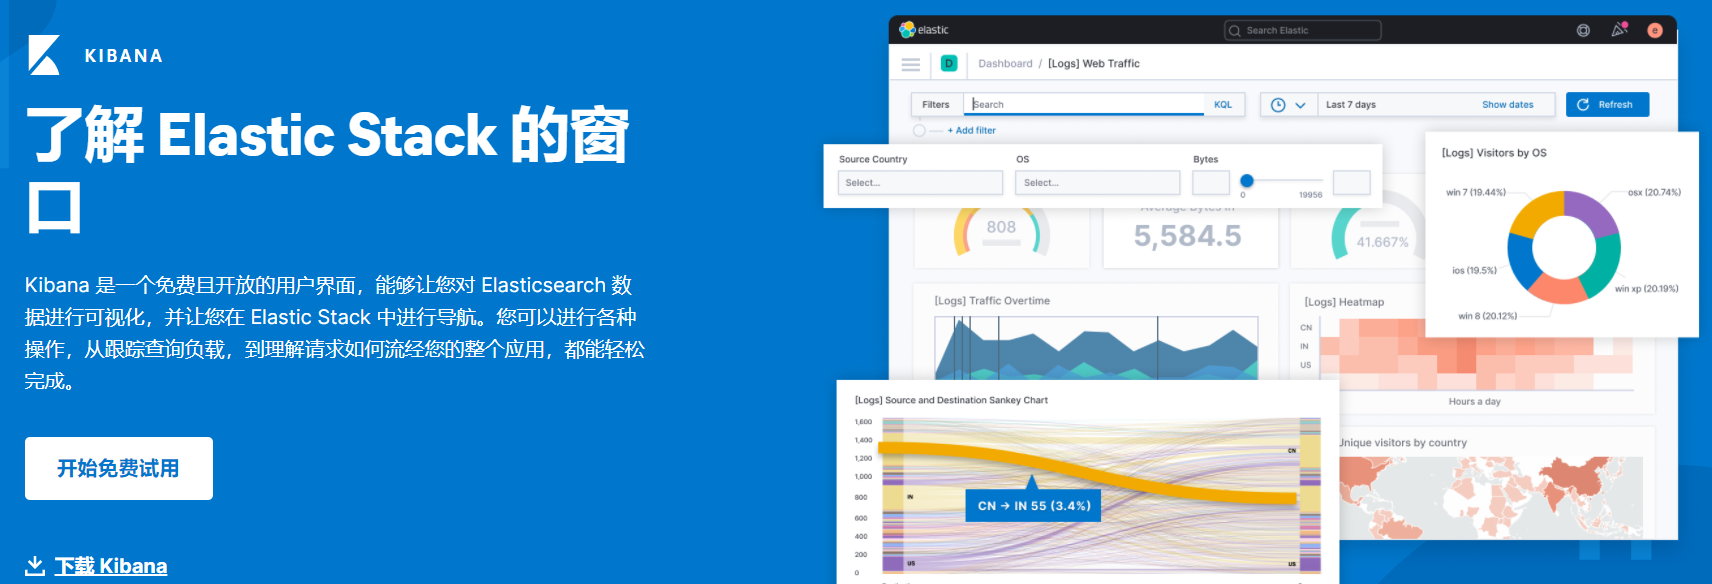 KIBANA
了解 Elastic Stack 的窗
口
Kibana 是一个免费且开放的用户界面，能够让您对 Elasticsearch 数
据进行可视化，并让您在 Elastic Stack 中进行导航。您可以进行各种
操作，从跟踪查询负载，到理解请求如何流经您的整个应用，都能轻松
完成。
开始免费试用
下载 Kibana
elastic
Search Elastic
e
D
Dashboard / [Logs] Web Traffic
Filters
Search
KQL
Last 7 days
Show dates
Refresh
+ Add filter
Source Country
OS
Bytes
Select...
Select...
0
19956
808
Average Bytes In
5,584.5
41.667%
[Logs] Visitors by OS
win 7 (19.44%)
osx (20.74%)
ios (19.5%)
win xp (20.19%)
win 8 (20.12%)
[Logs] Traffic Overtime
[Logs] Heatmap
CN
IN
US
Hours a day
[Logs] Source and Destination Sankey Chart
1,600
1,400
1,200
1,000
800
600
400
200
0
IN
US
CN
US
CN → IN 55 (3.4%)
Unique visitors by country